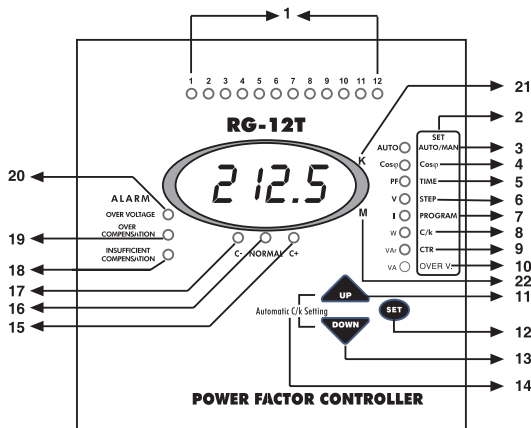 1
1 2 3 4 5 6 7 8 9 10 11 12
RG-12T
212.5
K
M
21
2
SET
AUTO AUTO/MAN 3
Cosφ Cosφ 4
PF TIME 5
V STEP 6
I PROGRAM 7
W C/k 8
VAr CTR 9
VA OVER V. 10
22
20
ALARM
OVER VOLTAGE
19
OVER
COMPENSATION
18
INSUFFICIENT
COMPENSATION
17
C- NORMAL C+
16
15
UP 11
Automatic C/k Setting
SET 12
DOWN
13
14
POWER FACTOR CONTROLLER